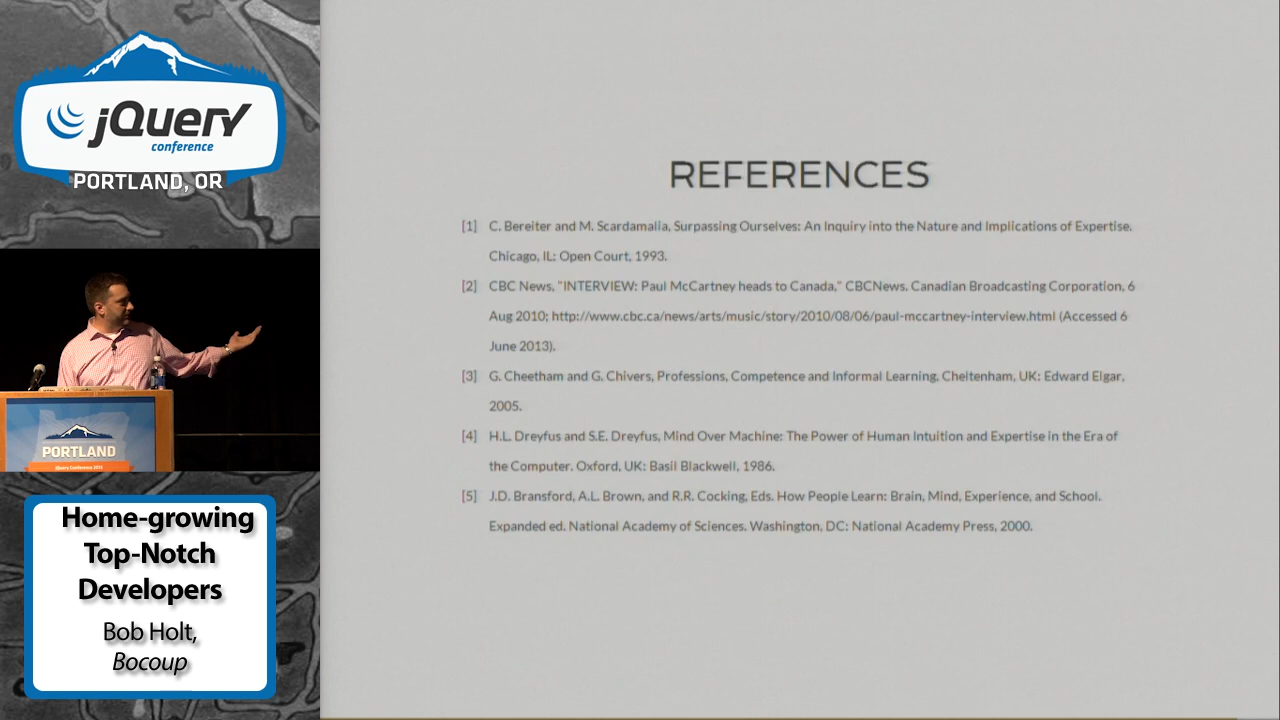 jQuery
conference
PORTLAND, OR
PORTLAND
jQuery Conference 2013
Home-growing
Top-Notch
Developers
Bob Holt,
Bocoup
REFERENCES
[1] C. Bereiter and M. Scardamalia, Surpassing Ourselves: An Inquiry into the Nature and Implications of Expertise.
Chicago, IL: Open Court, 1993.
[2] CBC News, "INTERVIEW: Paul McCartney heads to Canada," CBCNews. Canadian Broadcasting Corporation, 6
Aug 2010; http://www.cbc.ca/news/arts/music/story/2010/08/06/paul-mccartney-interview.html (Accessed 6
June 2013).
[3] G. Cheetham and G. Chivers, Professions, Competence and Informal Learning. Cheltenham, UK: Edward Elgar,
2005.
[4] H.L. Dreyfus and S.E. Dreyfus, Mind Over Machine: The Power of Human Intuition and Expertise in the Era of
the Computer. Oxford, UK: Basil Blackwell, 1986.
[5] J.D. Bransford, A.L. Brown, and R.R. Cocking, Eds. How People Learn: Brain, Mind, Experience, and School.
Expanded ed. National Academy of Sciences. Washington, DC: National Academy Press, 2000.